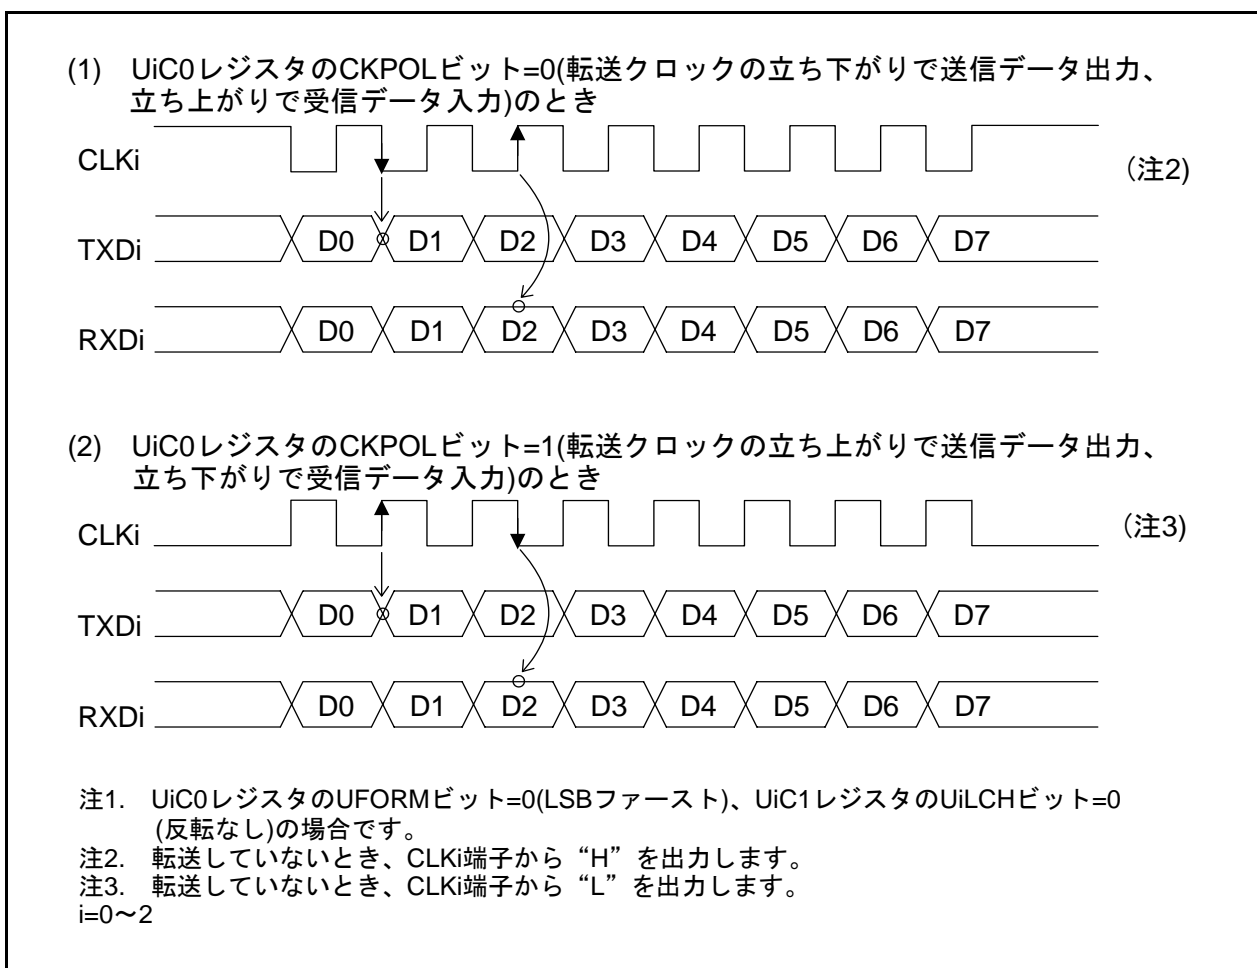 (1) UiC0レジスタのCKPOLビット=0(転送クロックの立ち下がりで送信データ出力、
立ち上がりで受信データ入力)のとき
CLKi
(注2)
TXDi D0 D1 D2 D3 D4 D5 D6 D7
RXDi D0 D1 D2 D3 D4 D5 D6 D7
(2) UiC0レジスタのCKPOLビット=1(転送クロックの立ち上がりで送信データ出力、
立ち下がりで受信データ入力)のとき
CLKi
(注3)
TXDi D0 D1 D2 D3 D4 D5 D6 D7
RXDi D0 D1 D2 D3 D4 D5 D6 D7
注1. UiC0レジスタのUFORMビット=0(LSBファースト)、UiC1レジスタのUiLCHビット=0
(反転なし)の場合です。
注2. 転送していないとき、CLKi端子から“H”を出力します。
注3. 転送していないとき、CLKi端子から“L”を出力します。
i=0〜2